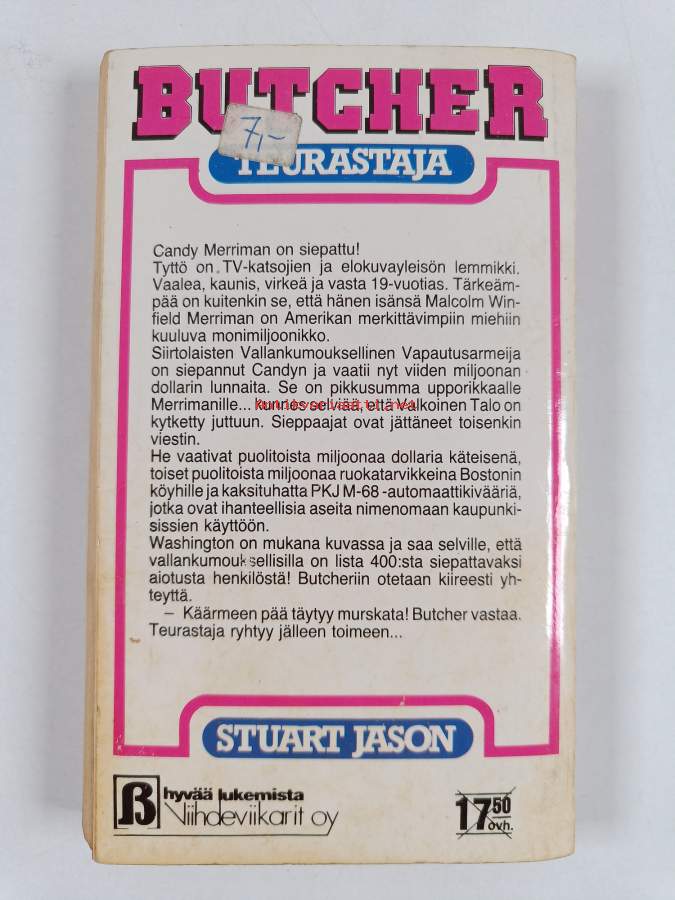 BUTCHER
7,-
TEURASTAJA
Candy Merriman on siepattu!
Tyttö on TV-katsojien ja elokuvayleisön lemmikki.
Vaalea, kaunis, virkeä ja vasta 19-vuotias. Tärkeäm-
pää on kuitenkin se, että hänen isänsä Malcolm Win-
field Merriman on Amerikan merkittävimpiin miehiin
kuuluva monimiljoonikko.
Siirtolaisten Vallankumouksellinen Vapautusarmeija
on siepannut Candyn ja vaatii nyt viiden miljoonan
dollarin lunnaita. Se on pikkusumma upporikkaalle
Merrimanille... kunnes selviää, että Valkoinen Talo on
kytketty juttuun. Sieppaajat ovat jättäneet toisenkin
viestin.
He vaativat puolitoista miljoonaa dollaria käteisenä,
toiset puolitoista miljoonaa ruokatarvikkeina Bostonin
köyhille ja kaksituhatta PKJ M-68 -automaattikivääriä,
jotka ovat ihanteellisia aseita nimenomaan kaupunki-
sissien käyttöön.
Washington on mukana kuvassa ja saa selville, että
vallankumouksellisilla on lista 400:sta siepattavaksi
aiotusta henkilöstä! Butcheriin otetaan kiireesti yh-
teyttä.
– Käärmeen pää täytyy murskata! Butcher vastaa.
Teurastaja ryhtyy jälleen toimeen...
STUART JASON
hyvää lukemista
Viihdeviikarit oy
17 50
ovh.